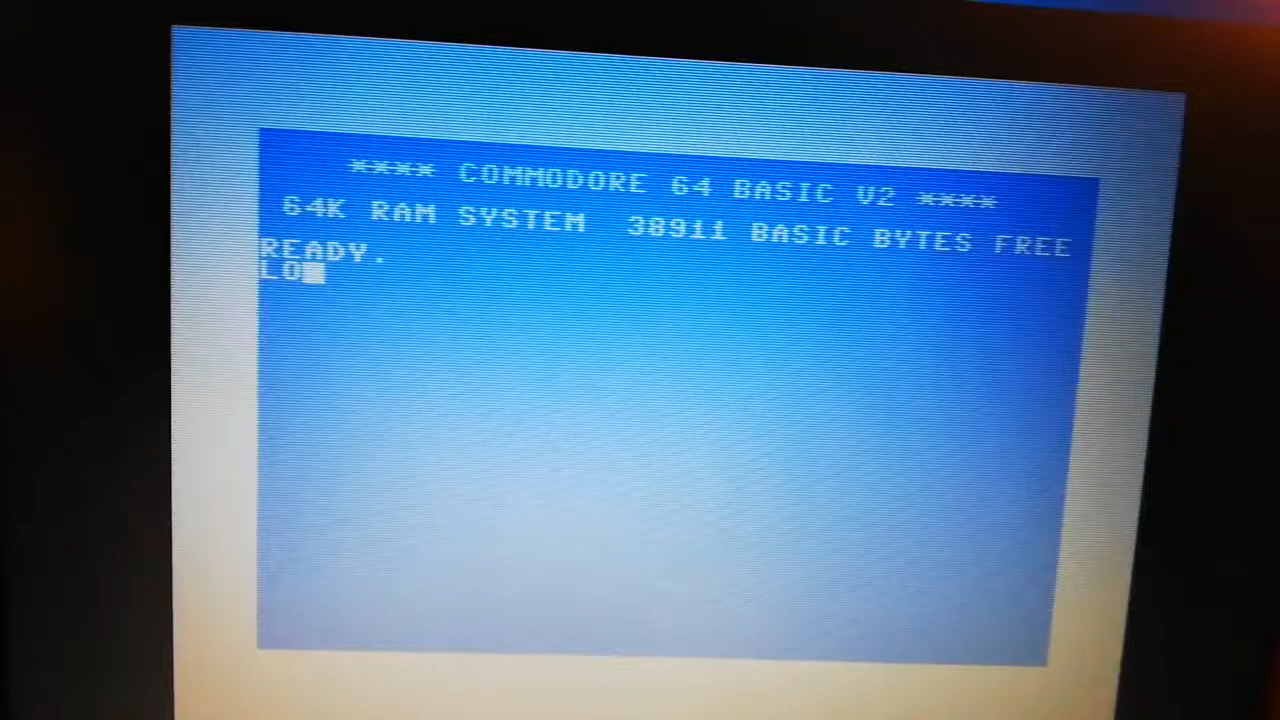 **** COMMODORE 64 BASIC V2 ****
64K RAM SYSTEM  38911 BASIC BYTES FREE
READY.
LO